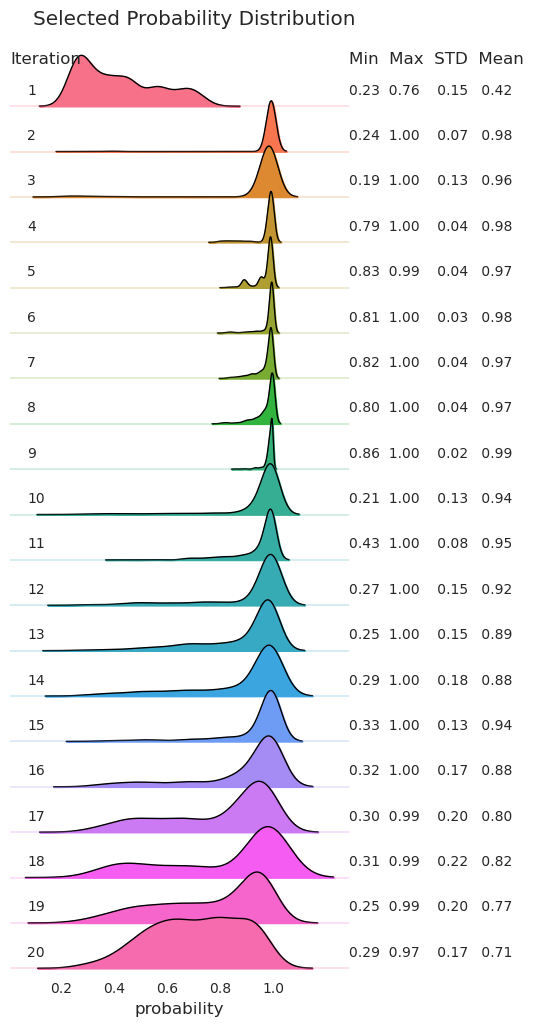 Selected Probability Distribution
Iteration Min Max STD Mean
1 0.23 0.76 0.15 0.42
2 0.24 1.00 0.07 0.98
3 0.19 1.00 0.13 0.96
4 0.79 1.00 0.04 0.98
5 0.83 0.99 0.04 0.97
6 0.81 1.00 0.03 0.98
7 0.82 1.00 0.04 0.97
8 0.80 1.00 0.04 0.97
9 0.86 1.00 0.02 0.99
10 0.21 1.00 0.13 0.94
11 0.43 1.00 0.08 0.95
12 0.27 1.00 0.15 0.92
13 0.25 1.00 0.15 0.89
14 0.29 1.00 0.18 0.88
15 0.33 1.00 0.13 0.94
16 0.32 1.00 0.17 0.88
17 0.30 0.99 0.20 0.80
18 0.31 0.99 0.22 0.82
19 0.25 0.99 0.20 0.77
20 0.29 0.97 0.17 0.71
0.2 0.4 0.6 0.8 1.0
probability